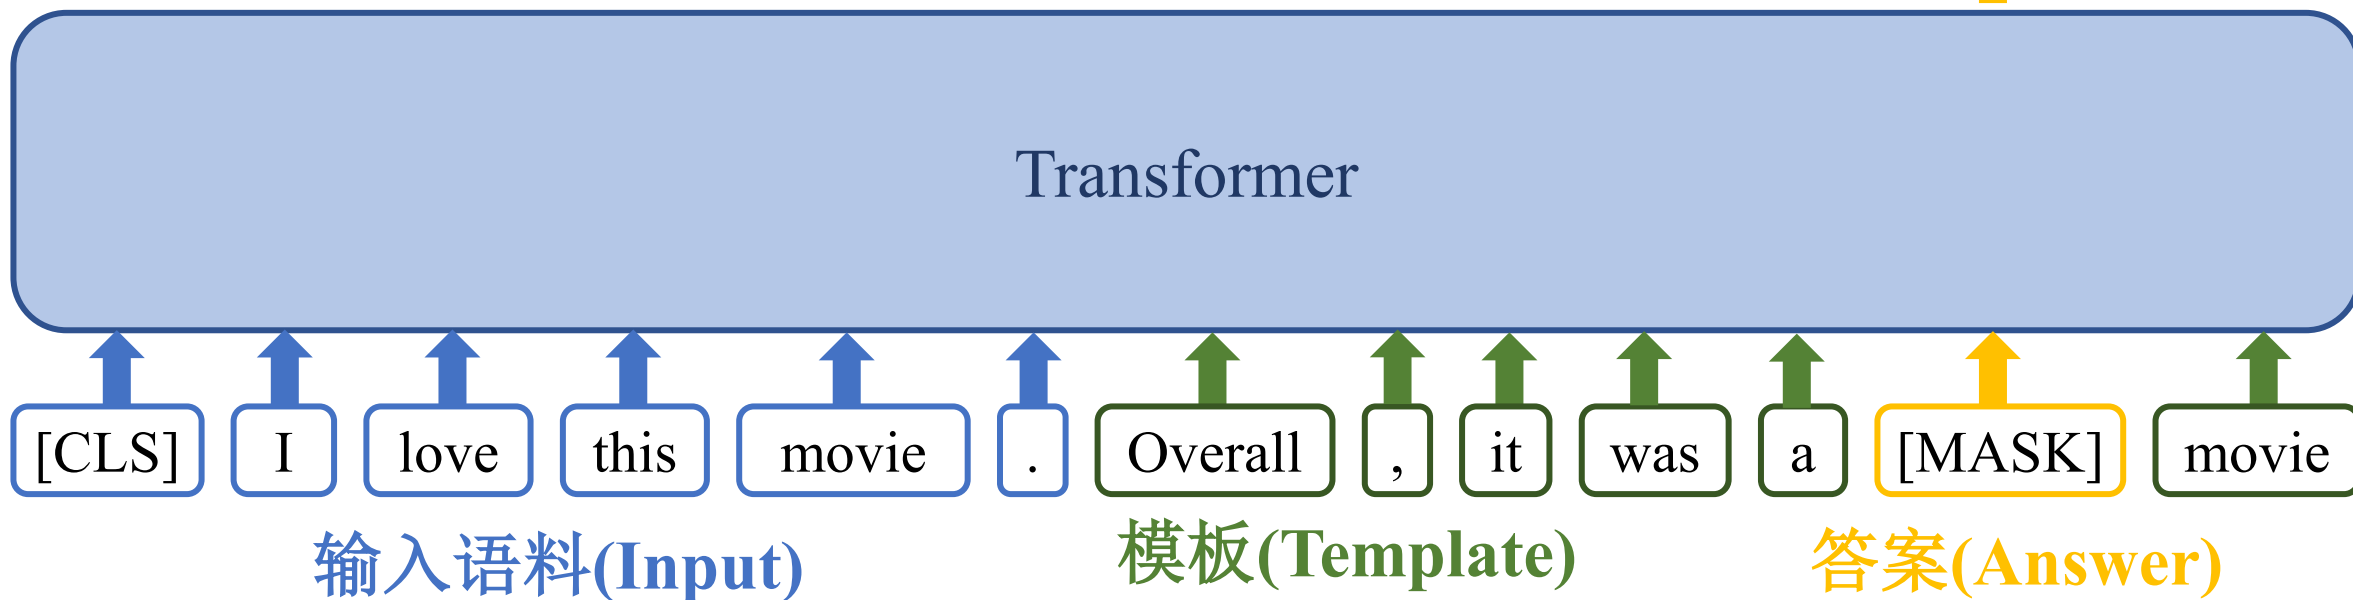 Transformer
[CLS] I love this movie . Overall , it was a [MASK] movie
输入语料(Input) 模板(Template) 答案(Answer)